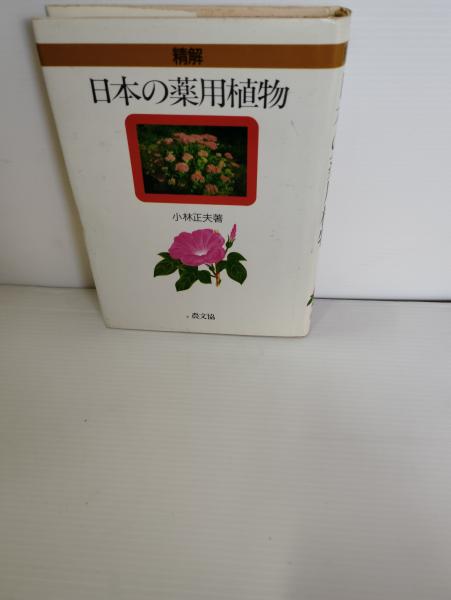 精解
日本の薬用植物
小林正夫著
農文協